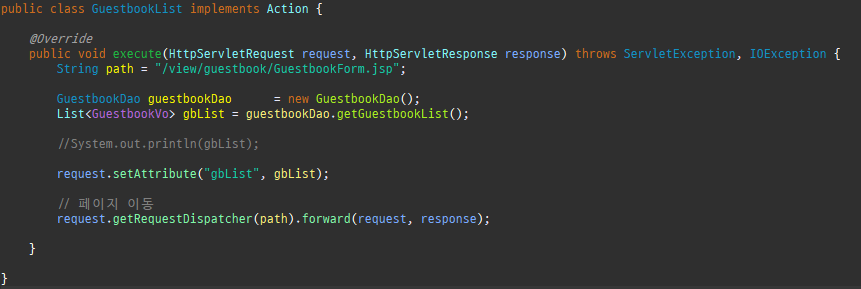 public class GuestbookList implements Action {
@Override
public void execute(HttpServletRequest request, HttpServletResponse response) throws ServletException, IOException {
String path = "/view/guestbook/GuestbookForm.jsp";
GuestbookDao guestbookDao = new GuestbookDao();
List<GuestbookVo> gbList = guestbookDao.getGuestbookList();
//System.out.println(gbList);
request.setAttribute("gbList", gbList);
// 페이지 이동
request.getRequestDispatcher(path).forward(request, response);
}
}